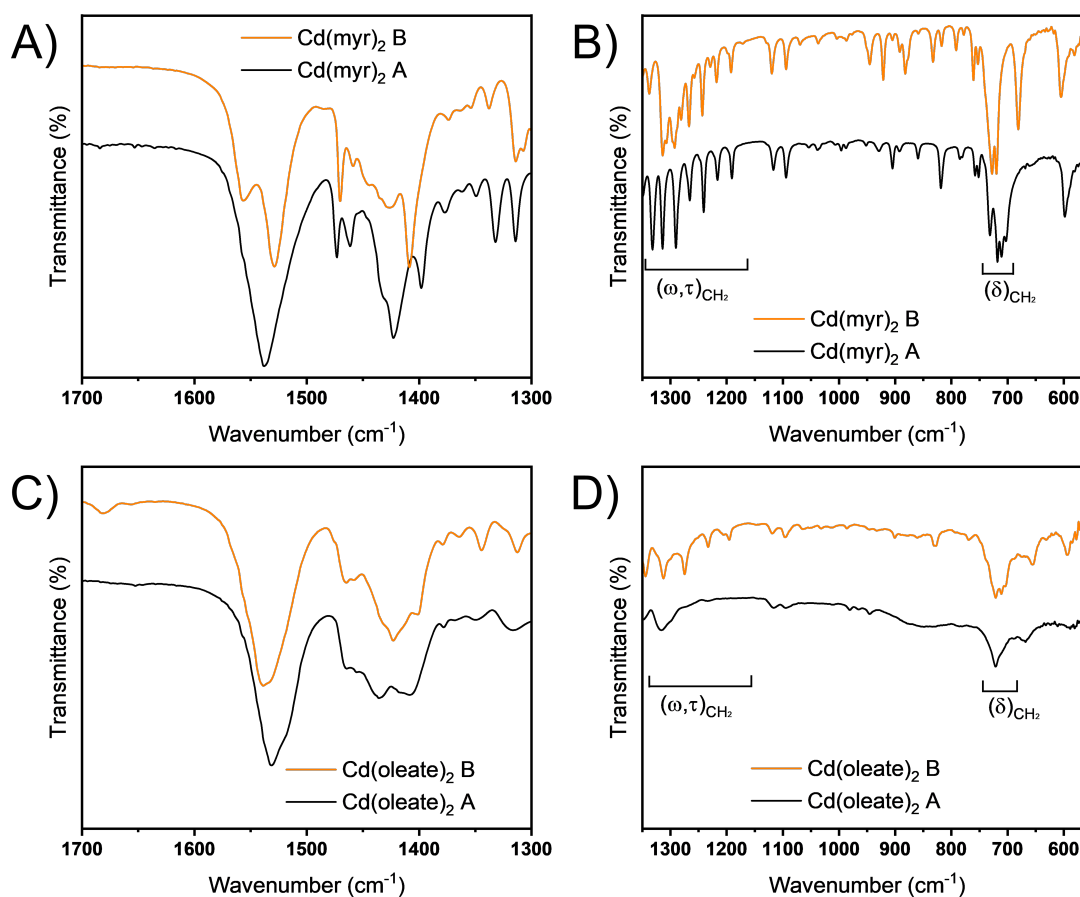 A)
Cd(myr)₂ B
Cd(myr)₂ A
Transmittance (%)
1700 1600 1500 1400 1300
Wavenumber (cm⁻¹)
B)
Transmittance (%)
(ω,τ)CH₂
(δ)CH₂
Cd(myr)₂ B
Cd(myr)₂ A
1300 1200 1100 1000 900 800 700 600
Wavenumber (cm⁻¹)
C)
Transmittance (%)
Cd(oleate)₂ B
Cd(oleate)₂ A
1700 1600 1500 1400 1300
Wavenumber (cm⁻¹)
D)
Transmittance (%)
(ω,τ)CH₂
(δ)CH₂
Cd(oleate)₂ B
Cd(oleate)₂ A
1300 1200 1100 1000 900 800 700 600
Wavenumber (cm⁻¹)